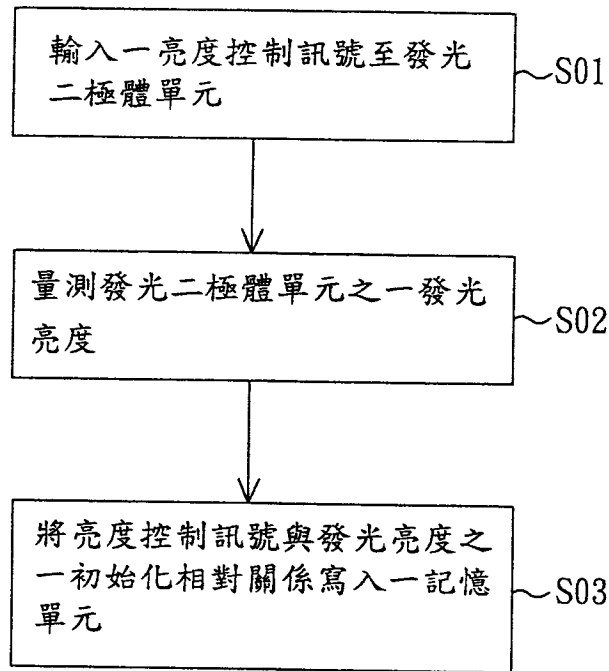 輸入一亮度控制訊號至發光
二極體單元
S01
量測發光二極體單元之一發光
亮度
S02
將亮度控制訊號與發光亮度之
一初始化相對關係寫入一記憶
單元
S03